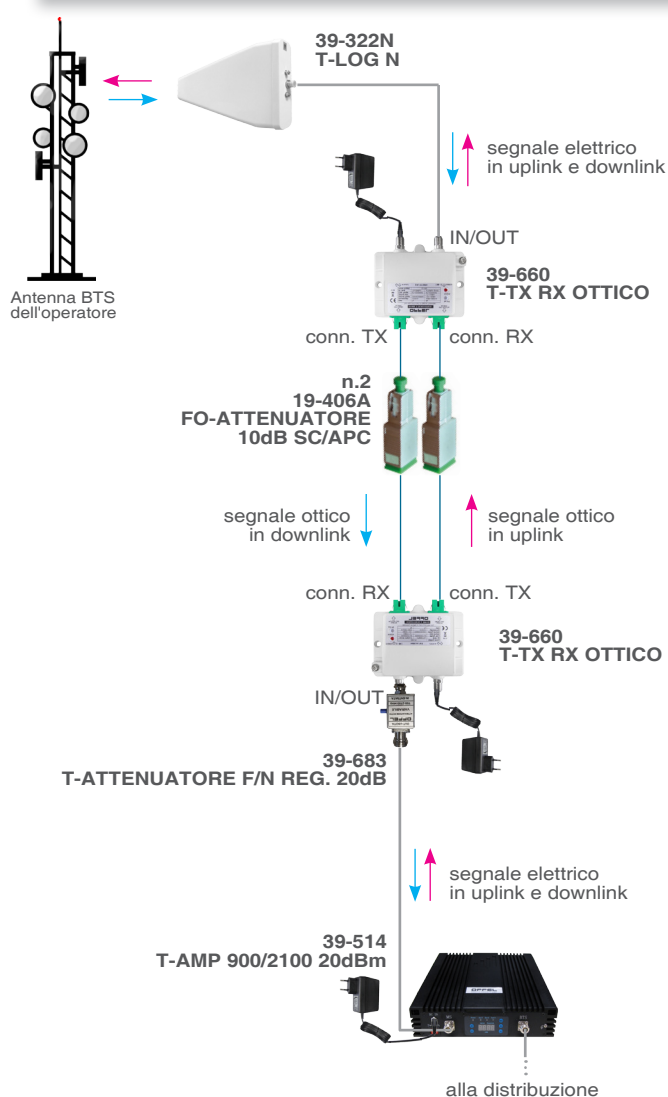 39-322N
T-LOG N
segnale elettrico
in uplink e downlink
Antenna BTS
dell'operatore
IN/OUT
39-660
T-TX RX OTTICO
conn. TX
conn. RX
n.2
19-406A
FO-ATTENUATORE
10dB SC/APC
segnale ottico
in downlink
segnale ottico
in uplink
conn. RX
conn. TX
39-660
T-TX RX OTTICO
IN/OUT
39-683
T-ATTENUATORE F/N REG. 20dB
segnale elettrico
in uplink e downlink
39-514
T-AMP 900/2100 20dBm
OPPEL
alla distribuzione